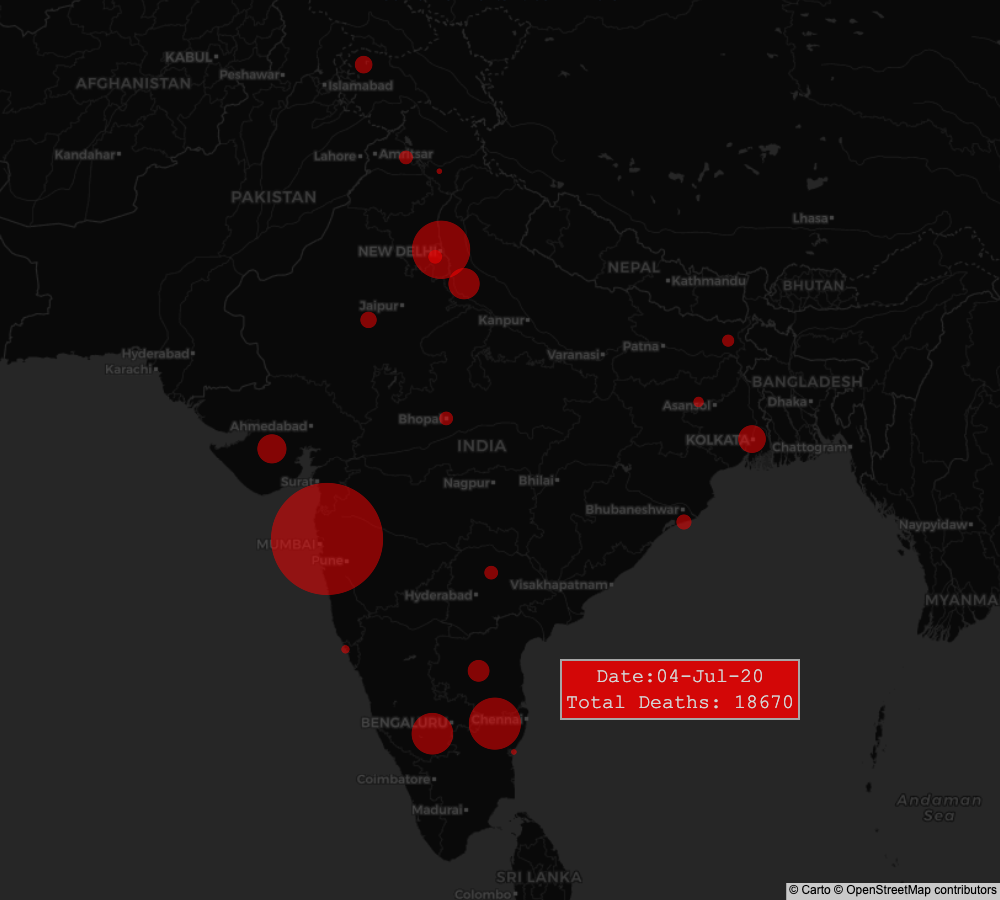 KABUL
Peshawar
Islamabad
AFGHANISTAN
Kandahar
Lahore
Amritsar
PAKISTAN
Lhasa
NEW DELHI
NEPAL
Kathmandu
BHUTAN
Jaipur
Kanpur
Hyderabad
Karachi
Varanasi
Patna
BANGLADESH
Asansol
Dhaka
Ahmedabad
Bhopal
INDIA
KOLKATA
Chattogram
Surat
Nagpur
Bhilai
Bhubaneshwar
Naypyidaw
MUMBAI
Pune
Hyderabad
Visakhapatnam
MYANMA
Date:04-Jul-20
Total Deaths: 18670
BENGALURU
Chennai
Coimbatore
Madurai
Andaman
Sea
SRI LANKA
Colombo
© Carto © OpenStreetMap contributors